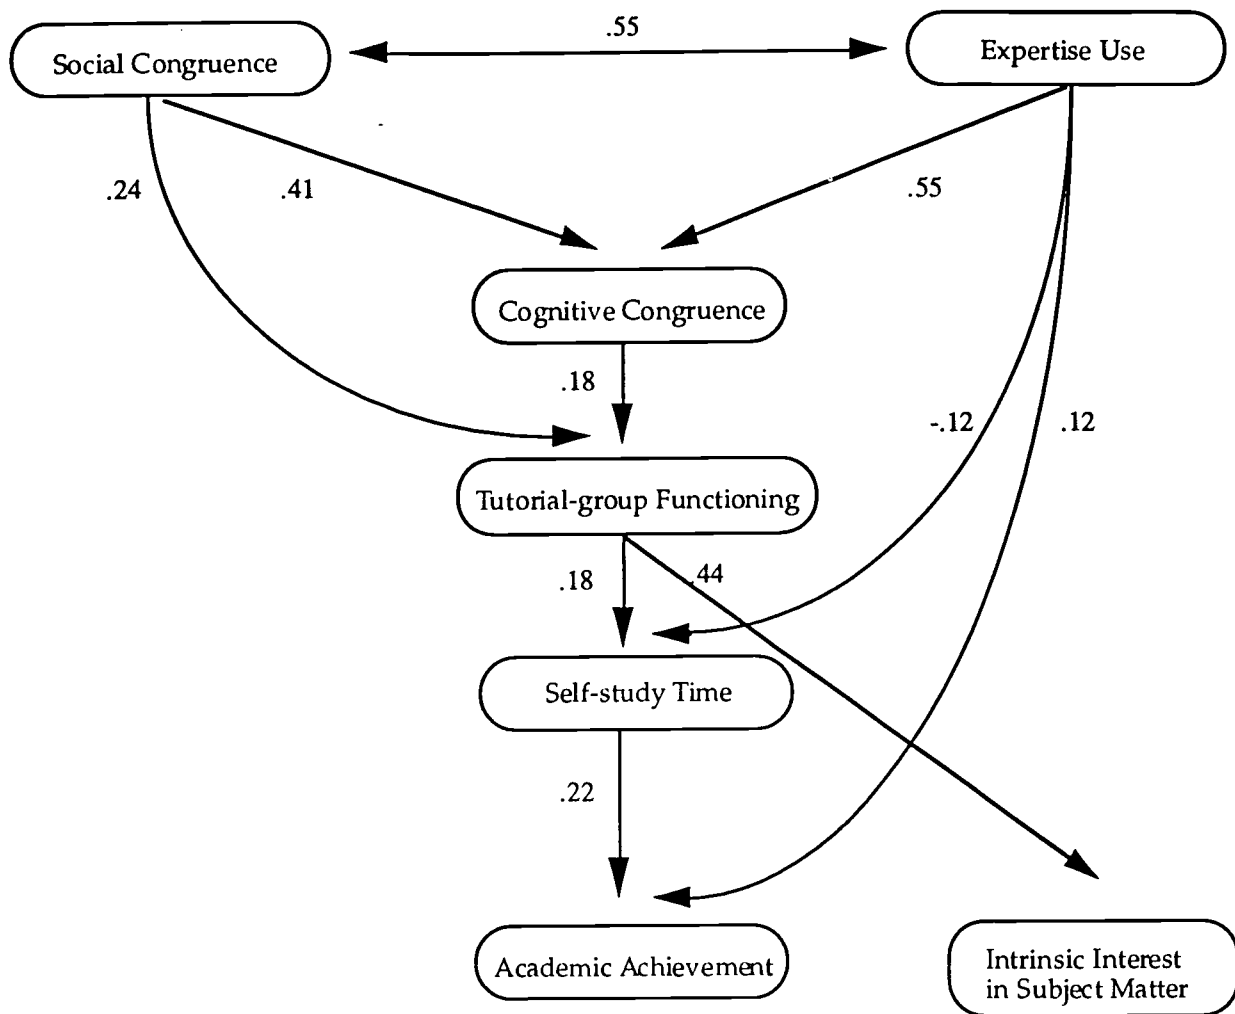 .55
Social Congruence
Expertise Use
.24
.41
.55
Cognitive Congruence
.18
-.12
.12
Tutorial-group Functioning
.18
.44
Self-study Time
.22
Academic Achievement
Intrinsic Interest
in Subject Matter